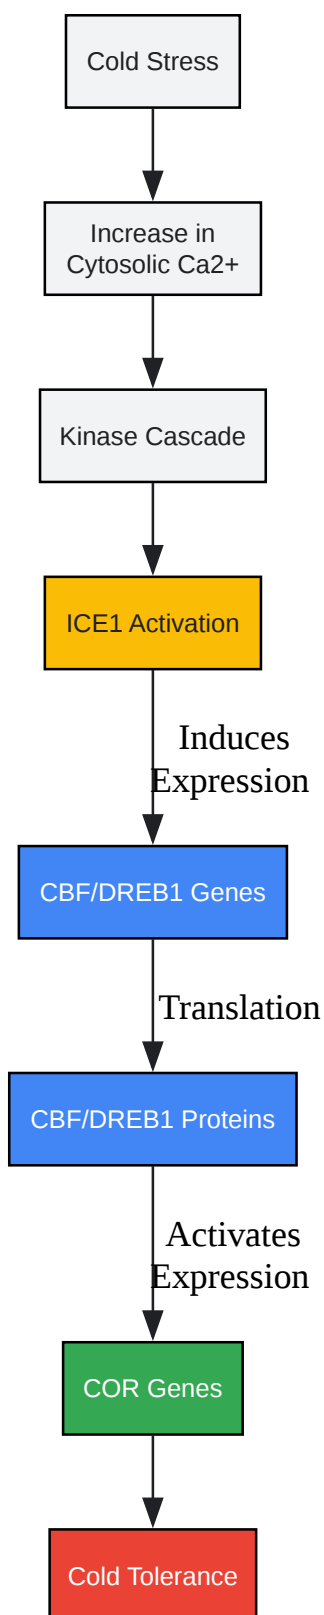 Cold Stress
Increase in
Cytosolic Ca2+
Kinase Cascade
ICE1 Activation
Induces
Expression
CBF/DREB1 Genes
Translation
CBF/DREB1 Proteins
Activates
Expression
COR Genes
Cold Tolerance